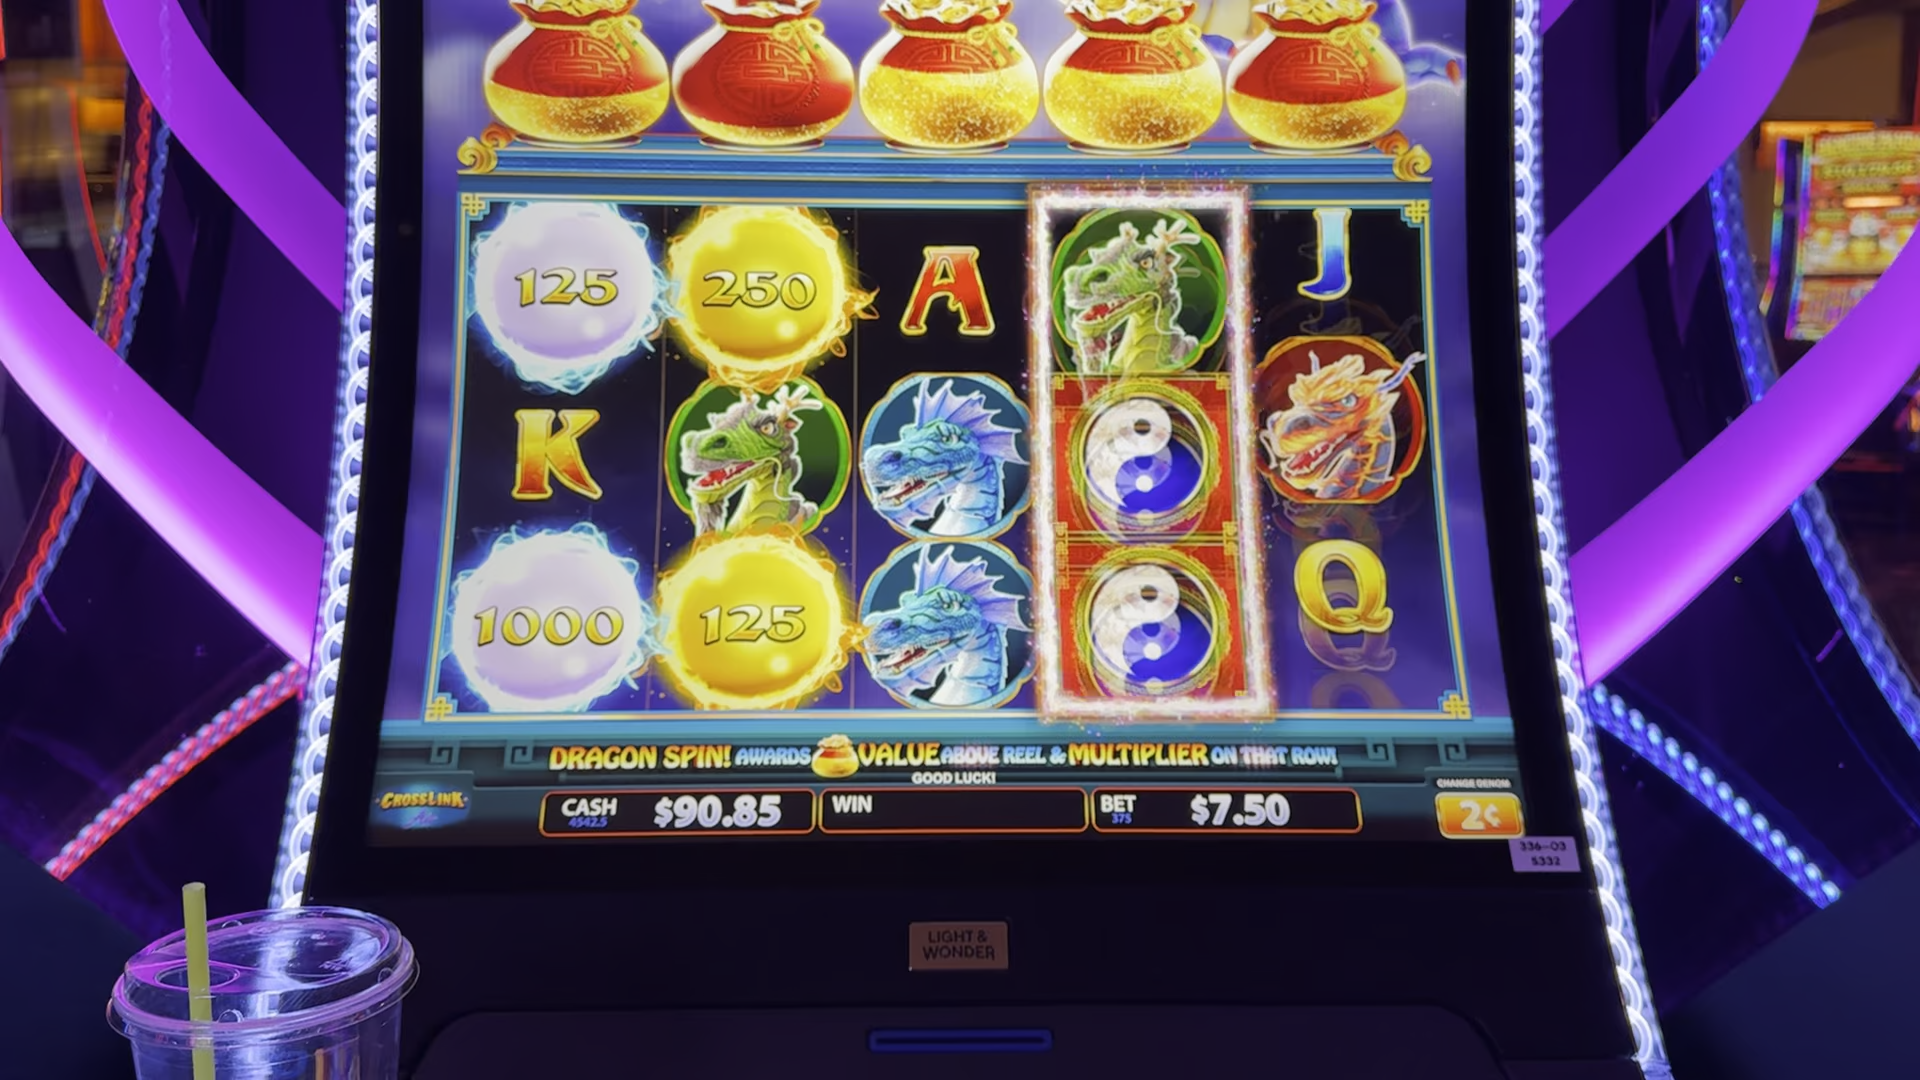 125 250 A J
K
1000 125 Q
DRAGON SPIN! AWARDS VALUE ABOVE REEL & MULTIPLIER ON THAT ROW!
GOOD LUCK!
CROSSLINK
CASH $90.85
4542.5
WIN
BET $7.50
375
CHANGE DENOM
2¢
336-03
5332
LIGHT &
WONDER